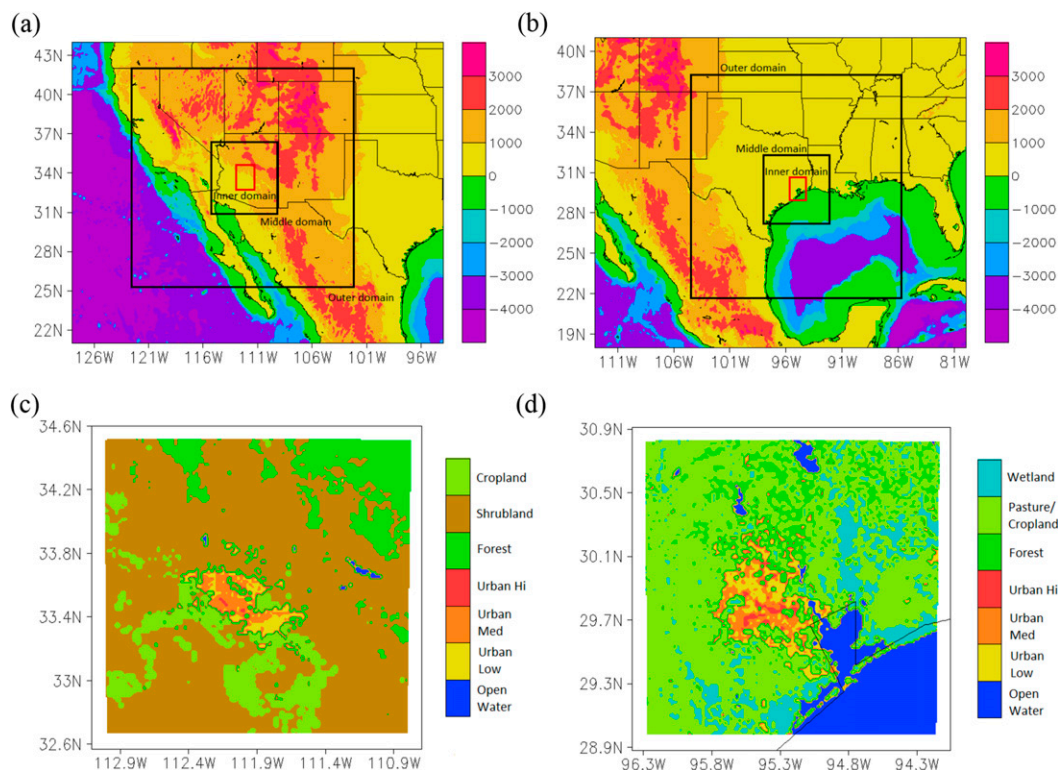 (a)
43N
40N
37N
34N
31N
28N
25N
22N
126W 121W 116W 111W 106W 101W 96W
Inner domain
Middle domain
Outer domain
3000
2000
1000
0
−1000
−2000
−3000
−4000
(b)
40N
37N
34N
31N
28N
25N
22N
19N
111W 106W 101W 96W 91W 86W 81W
Outer domain
Middle domain
Inner domain
3000
2000
1000
0
−1000
−2000
−3000
−4000
(c)
34.6N
34.2N
33.8N
33.4N
33N
32.6N
112.9W 112.4W 111.9W 111.4W 110.9W
Cropland
Shrubland
Forest
Urban Hi
Urban
Med
Urban
Low
Open
Water
(d)
30.9N
30.5N
30.1N
29.7N
29.3N
28.9N
96.3W 95.8W 95.3W 94.8W 94.3W
Wetland
Pasture/
Cropland
Forest
Urban Hi
Urban
Med
Urban
Low
Open
Water